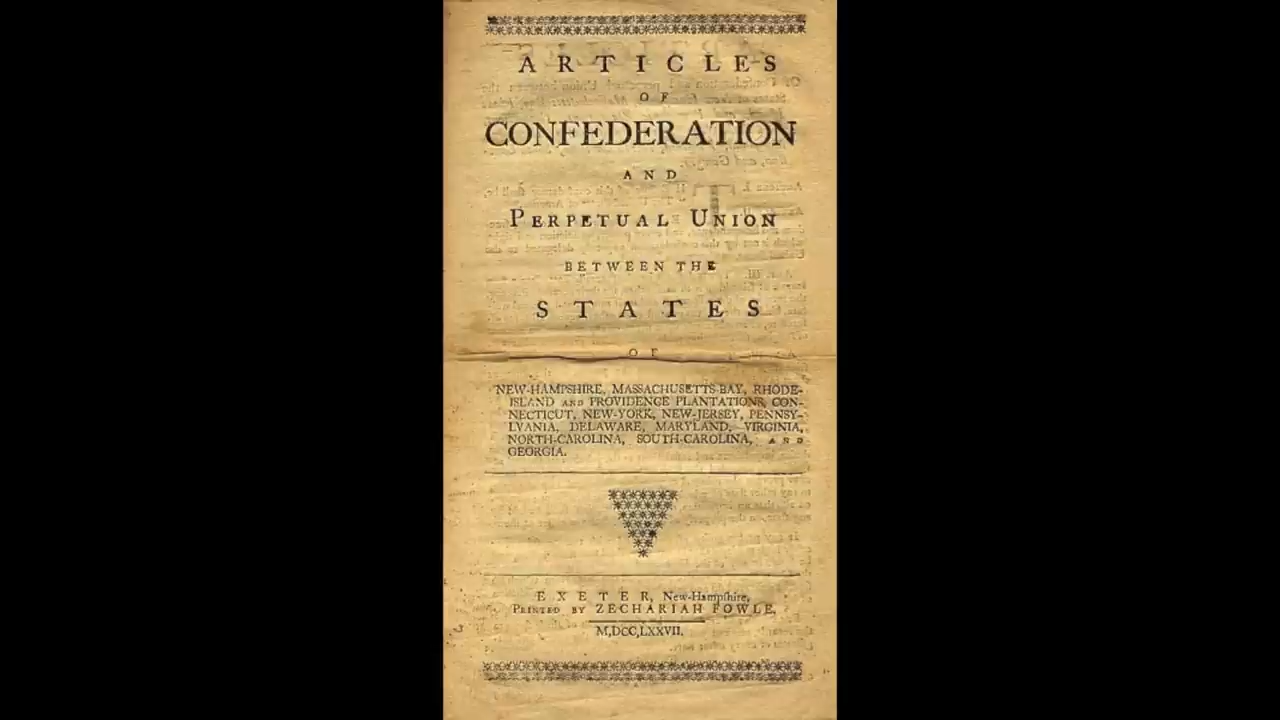 ARTICLES
OF
CONFEDERATION
AND
PERPETUAL UNION
BETWEEN THE
STATES
OF
NEW-HAMPSHIRE, MASSACHUSETTS-BAY, RHODE-
ISLAND AND PROVIDENCE PLANTATIONS, CON-
NECTICUT, NEW-YORK, NEW-JERSEY, PENNSY-
LVANIA, DELAWARE, MARYLAND, VIRGINIA,
NORTH-CAROLINA, SOUTH-CAROLINA, AND
GEORGIA.
EXETER, New-Hampſhire,
PRINTED BY ZECHARIAH FOWLE.
M,DCC,LXXVII.